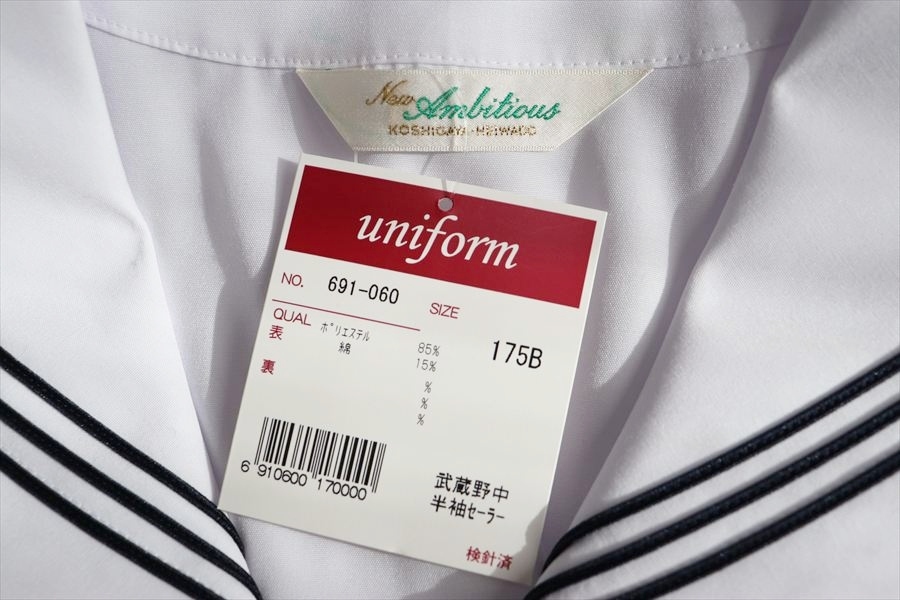 New Ambitious
KOSHIGAYA・HEIWADO
uniform
NO. 691-060
SIZE 175B
QUAL
表 ポリエステル 85%
綿 15%
裏 %
%
%
6 910600 170000
武蔵野中
半袖セーラー
検針済